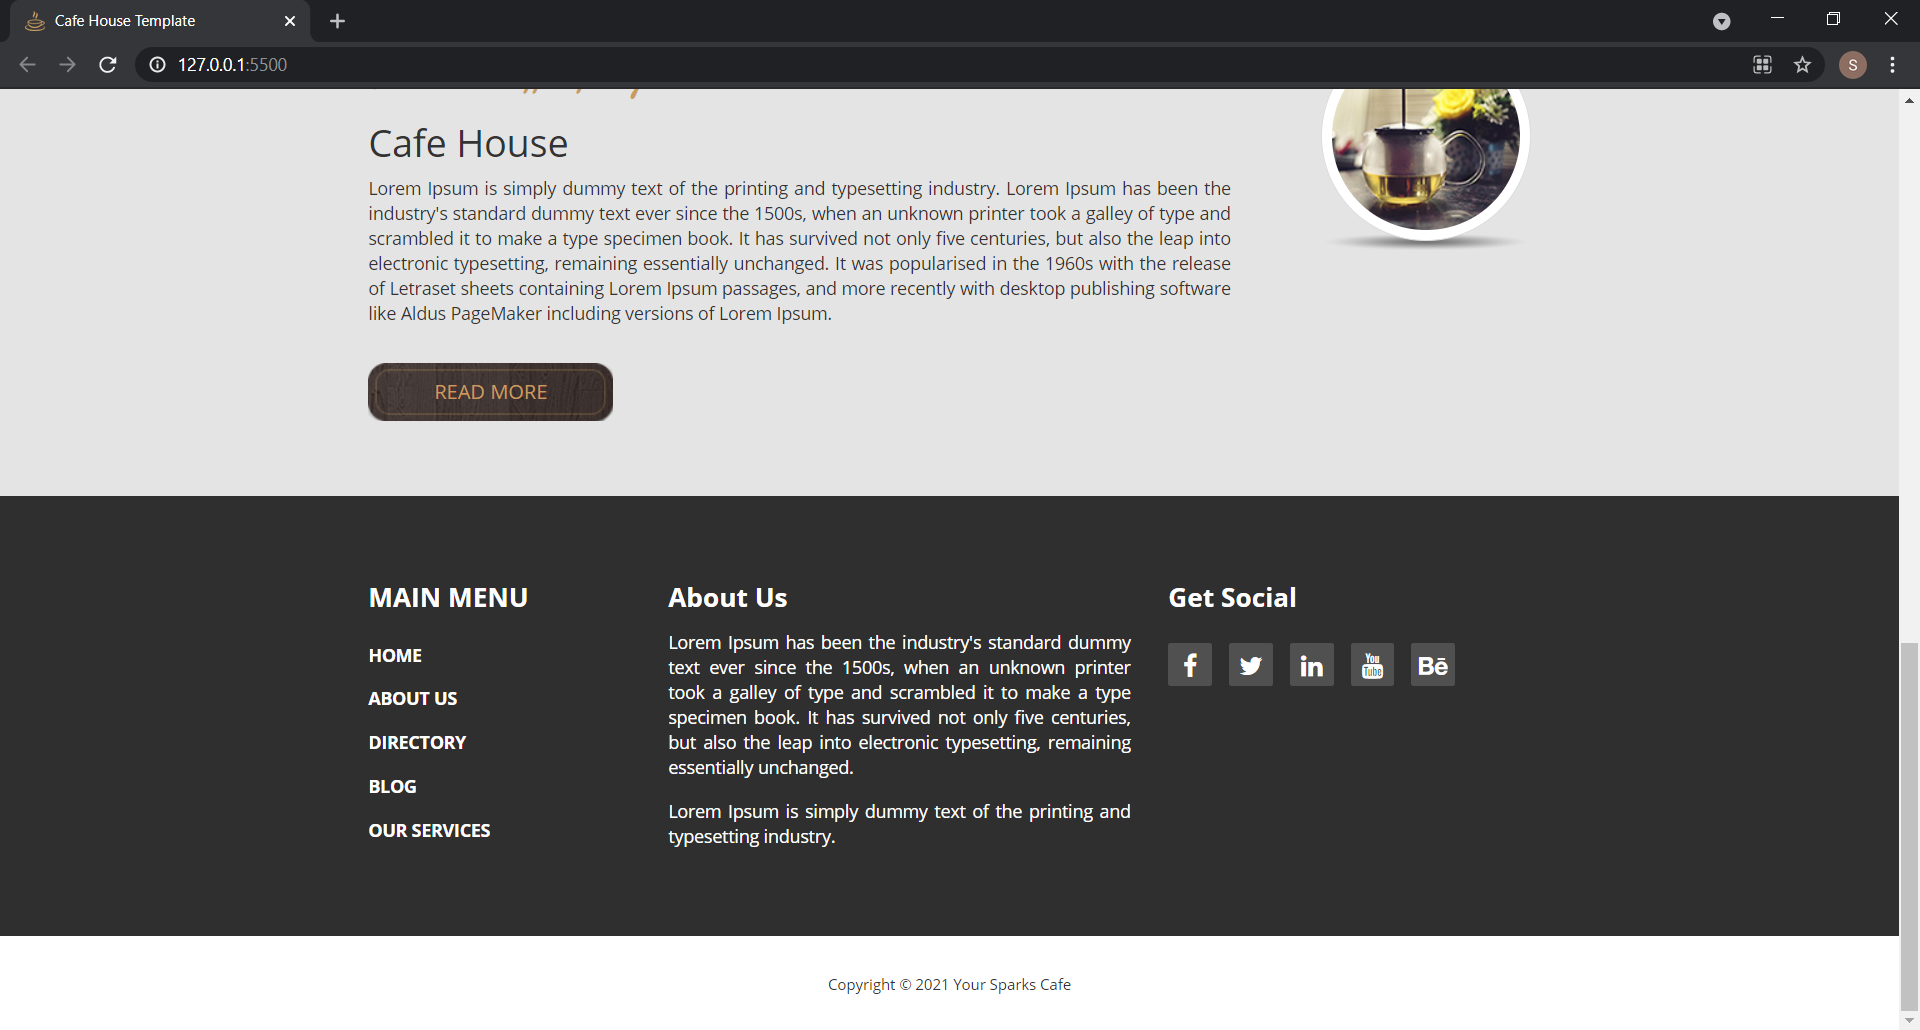 Cafe House Template
127.0.0.1:5500
S
Cafe House
Lorem Ipsum is simply dummy text of the printing and typesetting industry. Lorem Ipsum has been the
industry's standard dummy text ever since the 1500s, when an unknown printer took a galley of type and
scrambled it to make a type specimen book. It has survived not only five centuries, but also the leap into
electronic typesetting, remaining essentially unchanged. It was popularised in the 1960s with the release
of Letraset sheets containing Lorem Ipsum passages, and more recently with desktop publishing software
like Aldus PageMaker including versions of Lorem Ipsum.
READ MORE
MAIN MENU
HOME
ABOUT US
DIRECTORY
BLOG
OUR SERVICES
About Us
Lorem Ipsum has been the industry's standard dummy
text ever since the 1500s, when an unknown printer
took a galley of type and scrambled it to make a type
specimen book. It has survived not only five centuries,
but also the leap into electronic typesetting, remaining
essentially unchanged.
Lorem Ipsum is simply dummy text of the printing and
typesetting industry.
Get Social
f
in
You
Tube
Bē
Copyright © 2021 Your Sparks Cafe